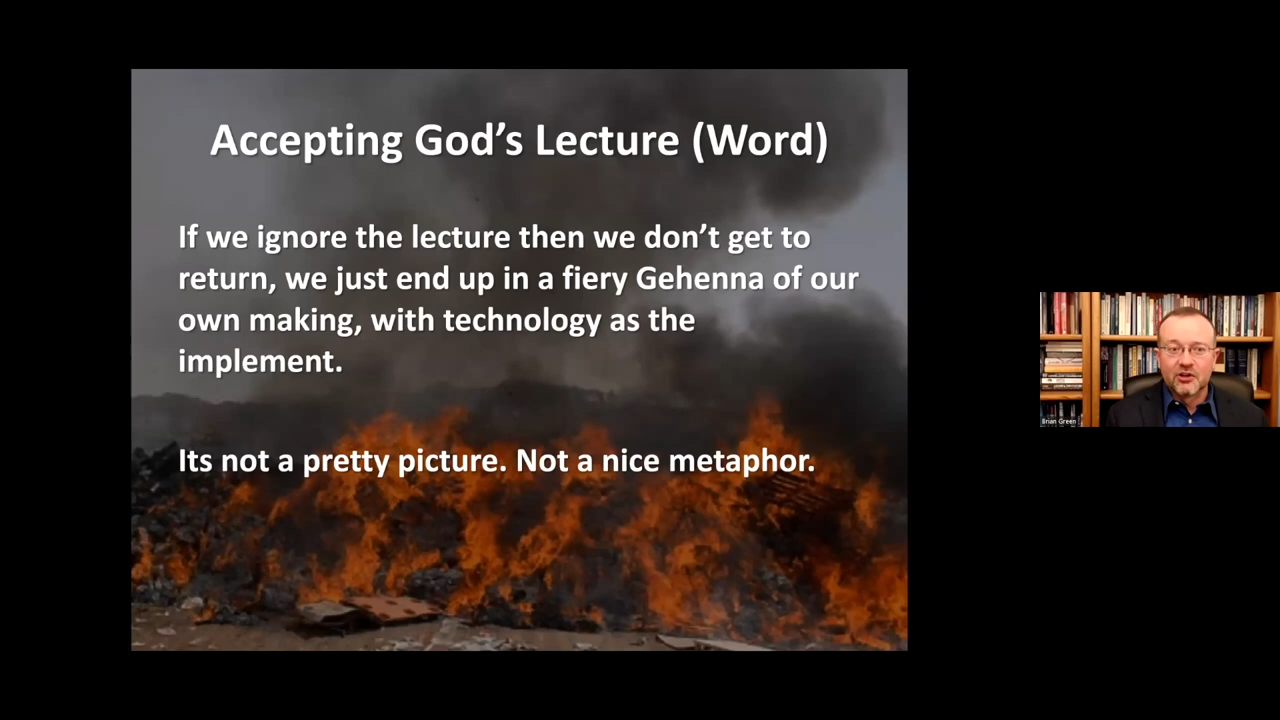 Accepting God’s Lecture (Word)
If we ignore the lecture then we don’t get to
return, we just end up in a fiery Gehenna of our
own making, with technology as the
implement.
Its not a pretty picture. Not a nice metaphor.
Brian Green